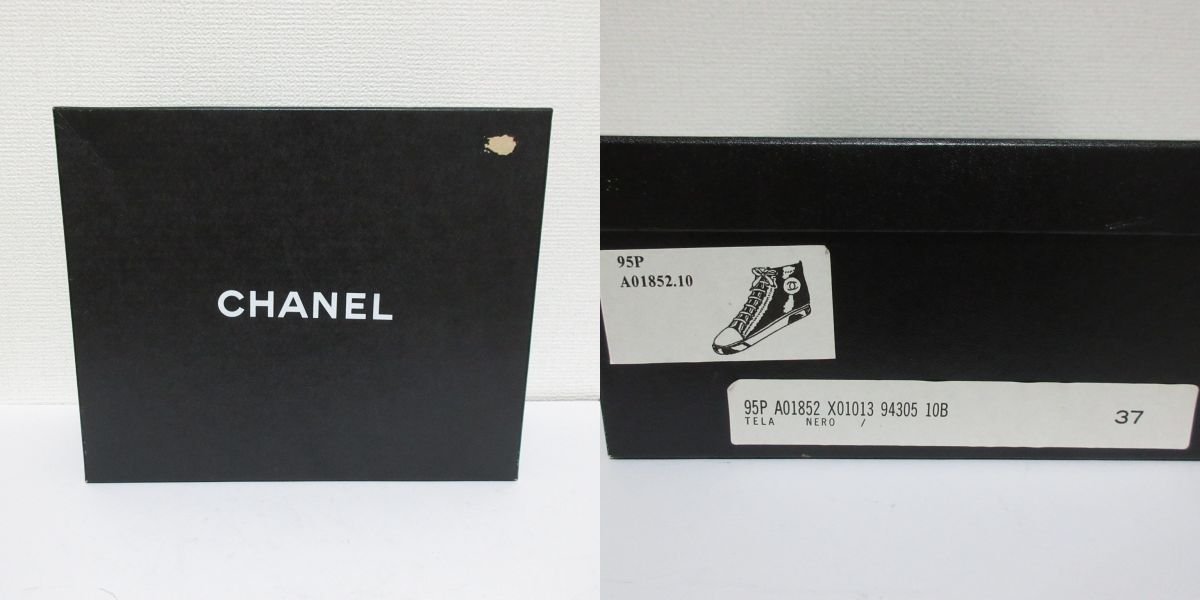 CHANEL
95P
A01852.10
95P A01852 X01013 94305 10B
TELA NERO /
37